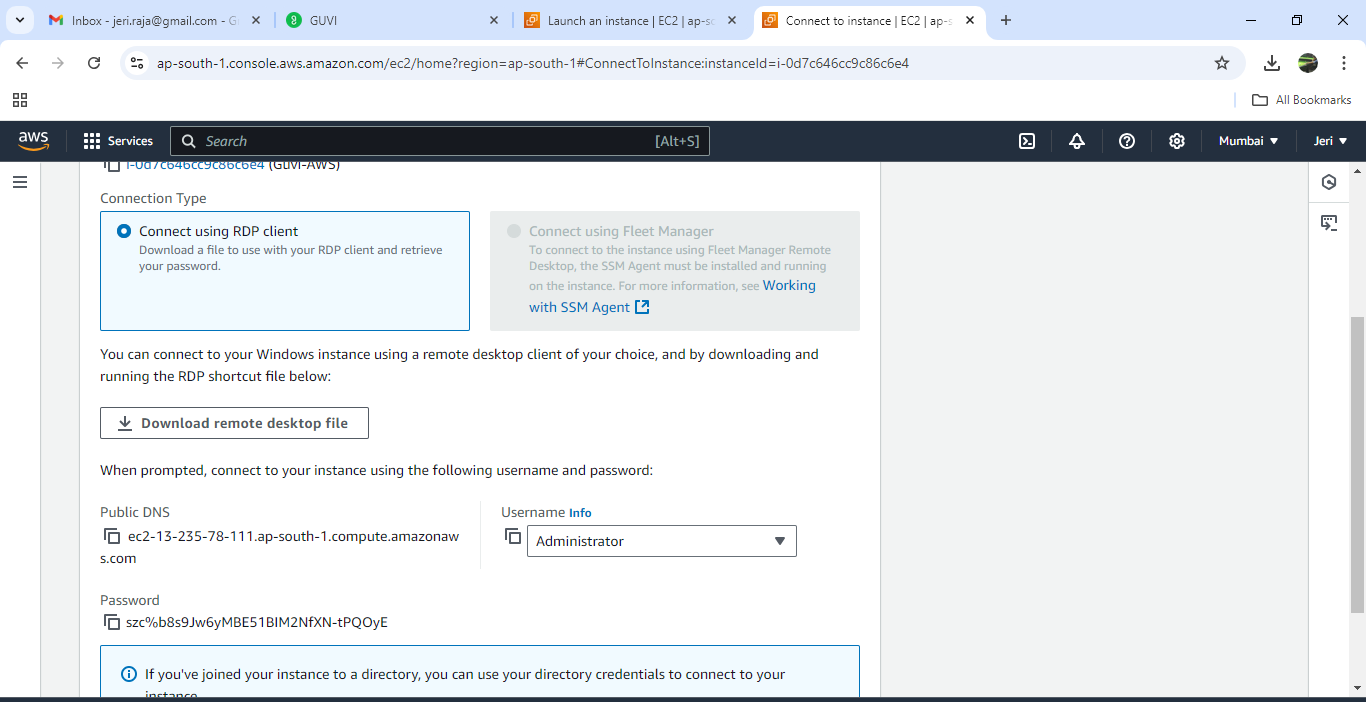 Inbox - jeri.raja@gmail.com - G
GUVI
Launch an instance | EC2 | ap-s
Connect to instance | EC2 | ap-s
ap-south-1.console.aws.amazon.com/ec2/home?region=ap-south-1#ConnectToInstance:instanceId=i-0d7c646cc9c86c6e4
All Bookmarks
aws
Services
Search
[Alt+S]
Mumbai
Jeri
i-0d7c646cc9c86c6e4 (Guvi-AWS)
Connection Type
Connect using RDP client
Download a file to use with your RDP client and retrieve
your password.
Connect using Fleet Manager
To connect to the instance using Fleet Manager Remote
Desktop, the SSM Agent must be installed and running
on the instance. For more information, see Working
with SSM Agent
You can connect to your Windows instance using a remote desktop client of your choice, and by downloading and
running the RDP shortcut file below:
Download remote desktop file
When prompted, connect to your instance using the following username and password:
Public DNS
ec2-13-235-78-111.ap-south-1.compute.amazonaw
s.com
Username Info
Administrator
Password
szc%b8s9Jw6yMBE51BIM2NfXN-tPQOyE
If you've joined your instance to a directory, you can use your directory credentials to connect to your
instance